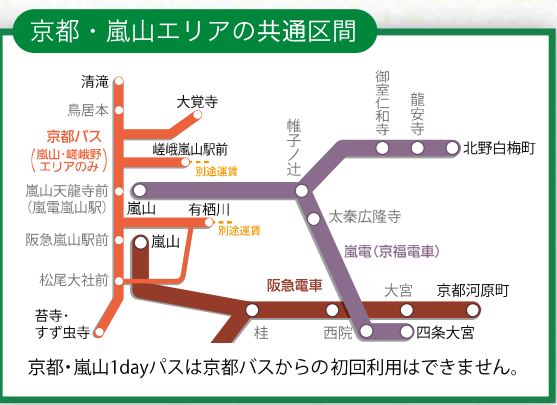 京都・嵐山エリアの共通区間
清滝
鳥居本
大覚寺
京都バス
(嵐山・嵯峨野
エリアのみ)
嵯峨嵐山駅前
別途運賃
嵐山天龍寺前
(嵐電嵐山駅)
嵐山
有栖川
別途運賃
阪急嵐山駅前
嵐山
松尾大社前
苔寺・
すず虫寺
帷子ノ辻
御室仁和寺
龍安寺
北野白梅町
太秦広隆寺
嵐電(京福電車)
阪急電車
大宮
京都河原町
桂
西院
四条大宮
京都・嵐山1dayパスは京都バスからの初回利用はできません。